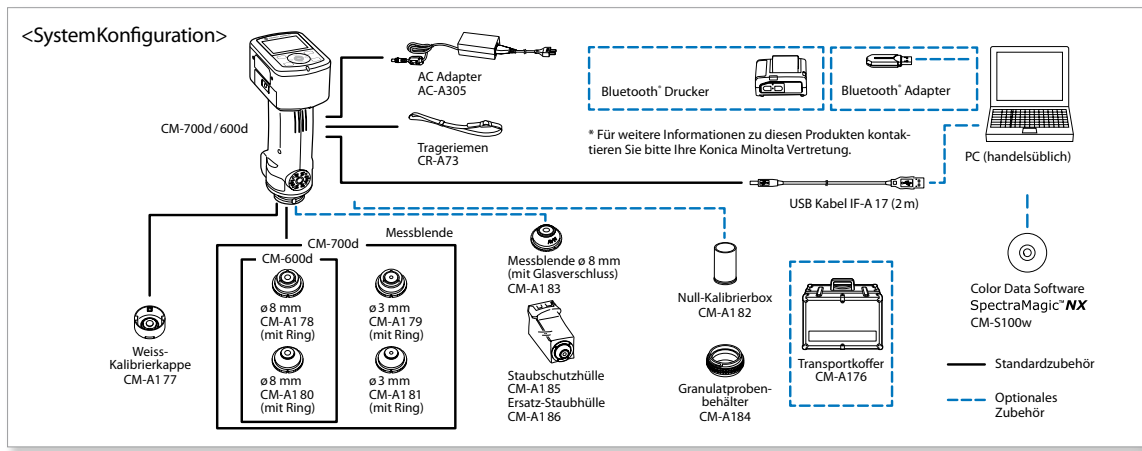 <SystemKonfiguration>
CM-700d / 600d
AC Adapter
AC-A305
Trageriemen
CR-A73
Bluetooth® Drucker
Bluetooth® Adapter
* Für weitere Informationen zu diesen Produkten kontak-
tieren Sie bitte Ihre Konica Minolta Vertretung.
PC (handelsüblich)
USB Kabel IF-A 17 (2 m)
Messblende
CM-700d
CM-600d
ø 8 mm
CM-A178
(mit Ring)
ø 3 mm
CM-A179
(mit Ring)
ø 8 mm
CM-A180
(mit Ring)
ø 3 mm
CM-A181
(mit Ring)
Weiss-
Kalibrierkappe
CM-A177
Messblende ø 8 mm
(mit Glasverschluss)
CM-A183
Staubschutzhülle
CM-A185
Ersatz-Staubhülle
CM-A186
Null-Kalibrierbox
CM-A182
Granulatproben-
behälter
CM-A184
Transportkoffer
CM-A176
Color Data Software
SpectraMagic™ NX
CM-S100w
Standardzubehör
Optionales
Zubehör